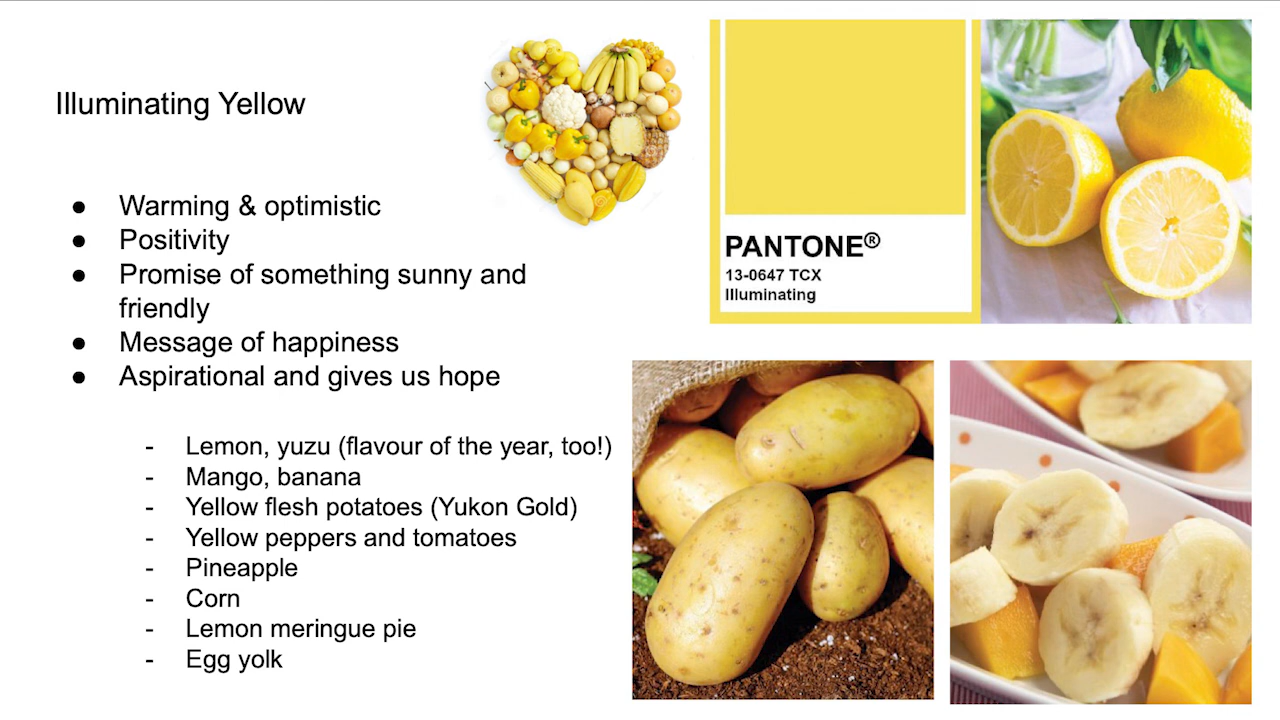 Illuminating Yellow
● Warming & optimistic
● Positivity
● Promise of something sunny and
friendly
● Message of happiness
● Aspirational and gives us hope
- Lemon, yuzu (flavour of the year, too!)
- Mango, banana
- Yellow flesh potatoes (Yukon Gold)
- Yellow peppers and tomatoes
- Pineapple
- Corn
- Lemon meringue pie
- Egg yolk
PANTONE®
13-0647 TCX
Illuminating